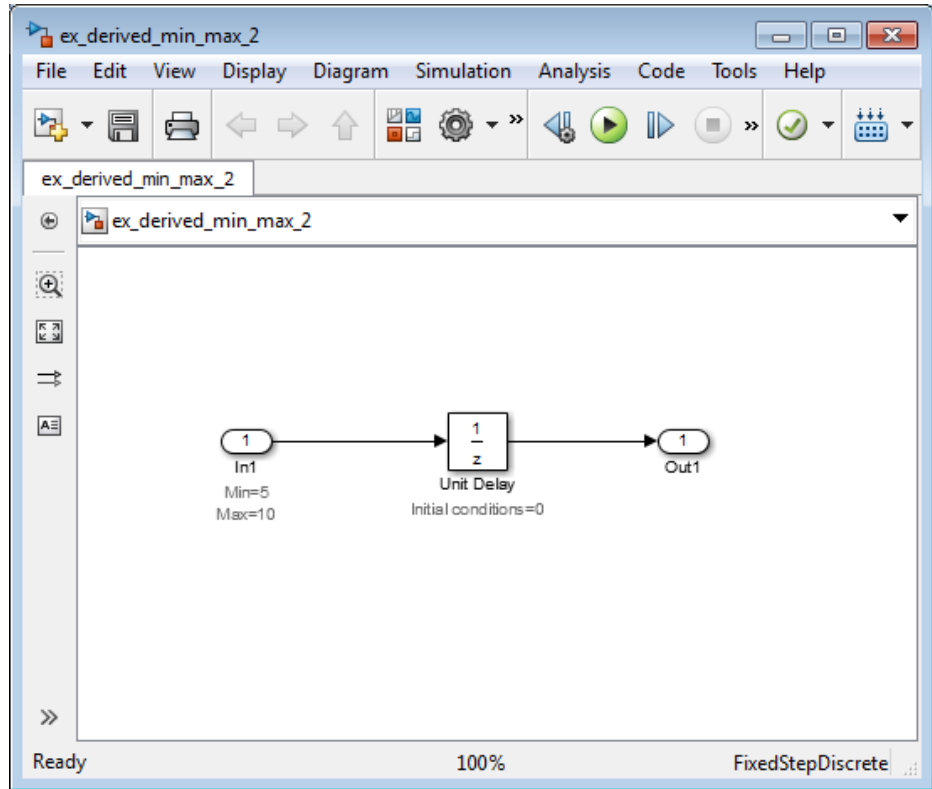 ex_derived_min_max_2
File Edit View Display Diagram Simulation Analysis Code Tools Help
ex_derived_min_max_2
ex_derived_min_max_2
1
In1
Min=5
Max=10
1
z
Unit Delay
Initial conditions=0
1
Out1
Ready 100% FixedStepDiscrete